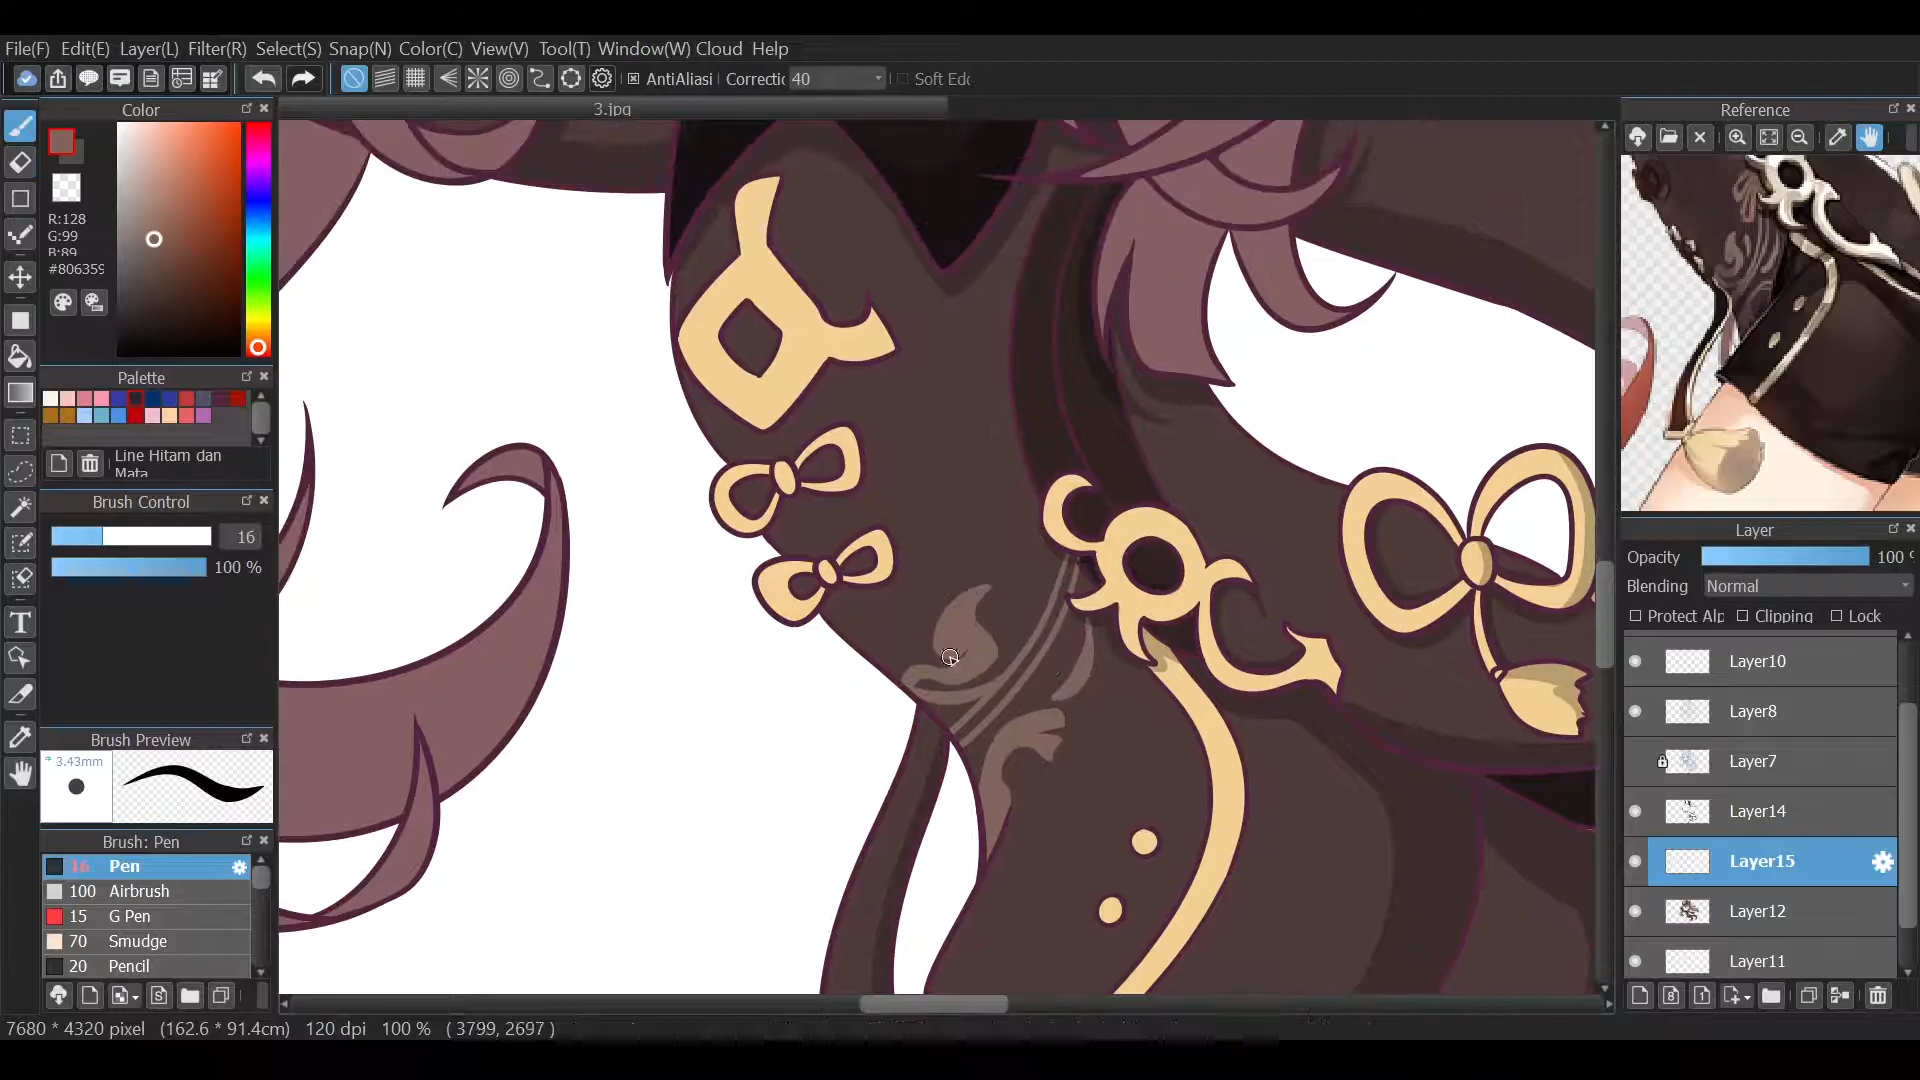 File(F) Edit(E) Layer(L) Filter(R) Select(S) Snap(N) Color(C) View(V) Tool(T) Window(W) Cloud Help
AntiAliasi Correctic 40 Soft Edc
Color
3.jpg
Reference
R:128
G:99
B:89
#806359
Palette
Line Hitam dan
Mata
Brush Control
16
100 %
Layer
Opacity 100
Blending Normal
Protect Alp Clipping Lock
Layer10
Layer8
Layer7
Layer14
Layer15
Layer12
Layer11
Brush Preview
* 3.43mm
Brush: Pen
16 Pen
100 Airbrush
15 G Pen
70 Smudge
20 Pencil
7680 * 4320 pixel (162.6 * 91.4cm) 120 dpi 100 % ( 3799, 2697 )